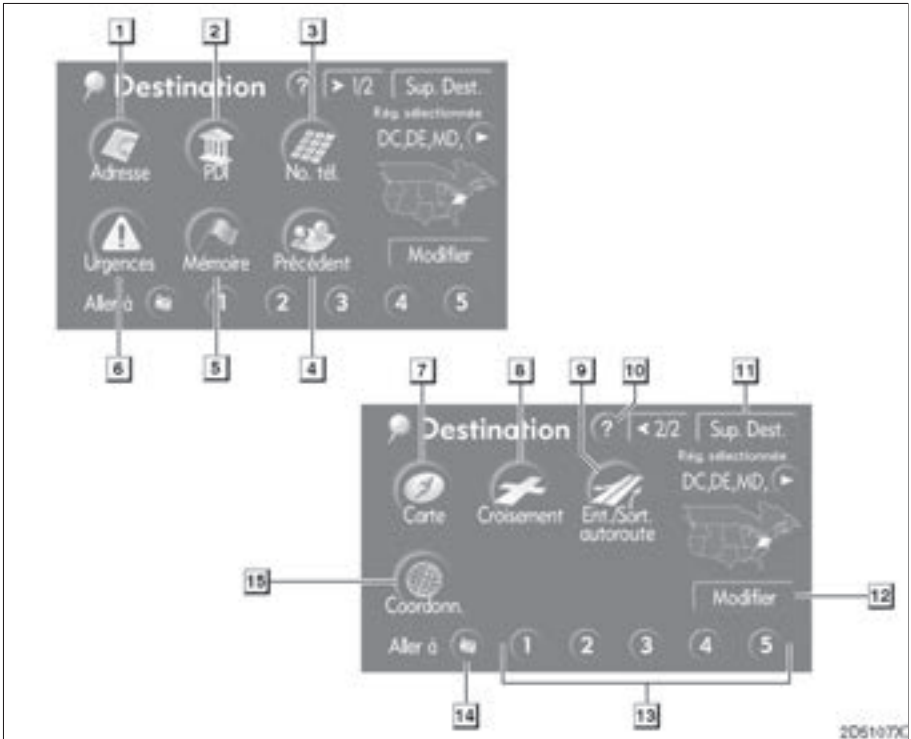 1 2 3
Destination ? > 1/2 Sup. Dest.
Rég. sélectionnée
DC,DE,MD,
Adresse PDI No. tél.
Modifier
Urgences Mémoire Précédent
Aller à 1 2 3 4 5
6 5 4
7 8 9 10 11
Destination ? < 2/2 Sup. Dest.
Rég. sélectionnée
DC,DE,MD,
Carte Croisement Ent./Sort.
autoroute
15
Modifier 12
Coordonn.
Aller à 1 2 3 4 5
14 13